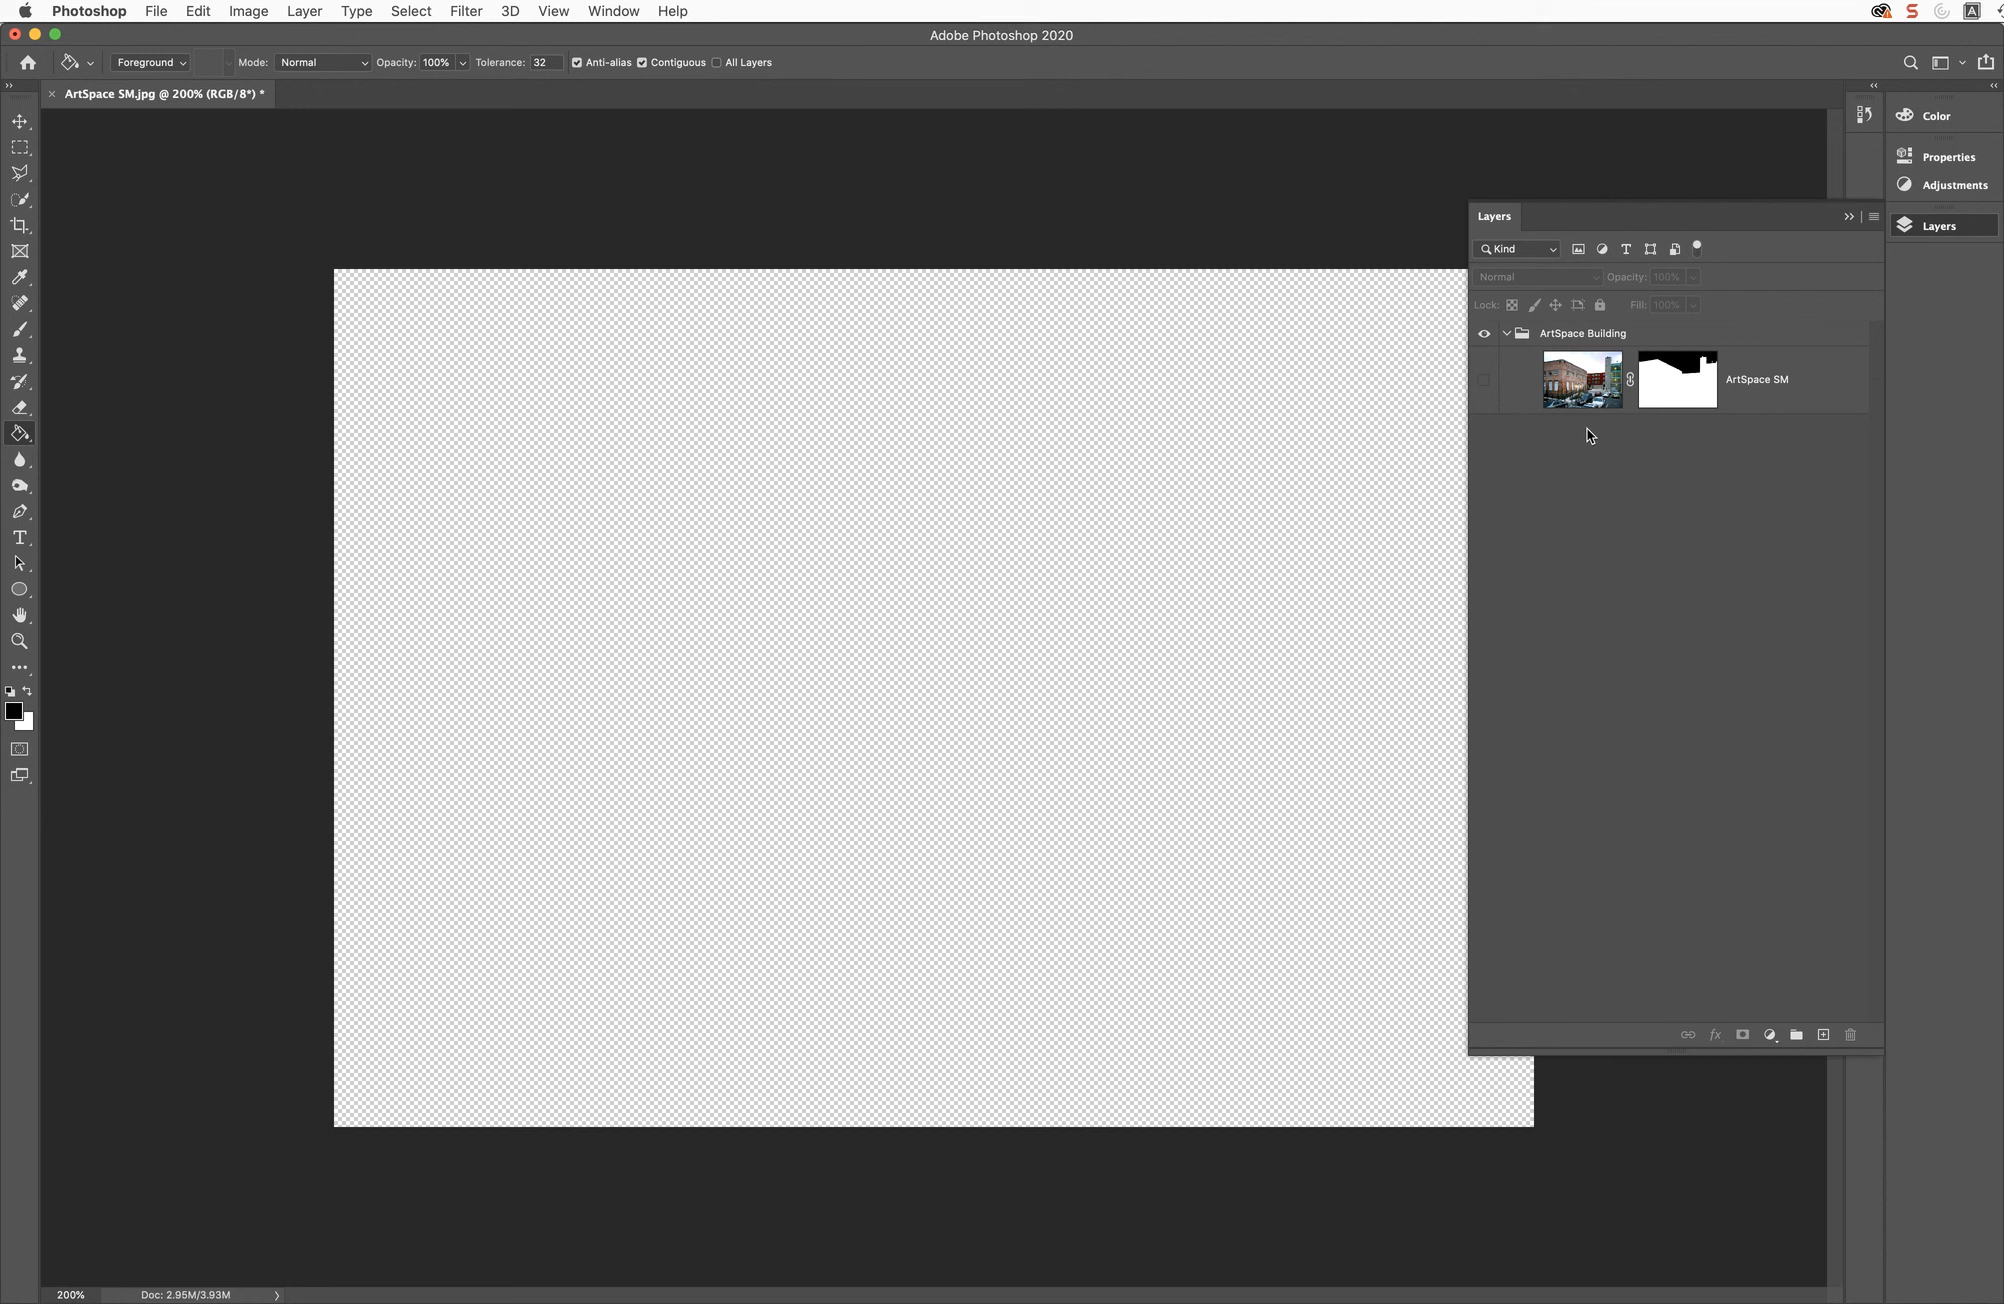 Photoshop File Edit Image Layer Type Select Filter 3D View Window Help
Adobe Photoshop 2020
Foreground Mode: Normal Opacity: 100% Tolerance: 32 Anti-alias Contiguous All Layers
ArtSpace SM.jpg @ 200% (RGB/8*) *
Color
Properties
Adjustments
Layers
Layers
Kind
Normal Opacity: 100%
Lock: Fill: 100%
ArtSpace Building
ArtSpace SM
fx
200% Doc: 2.95M/3.93M